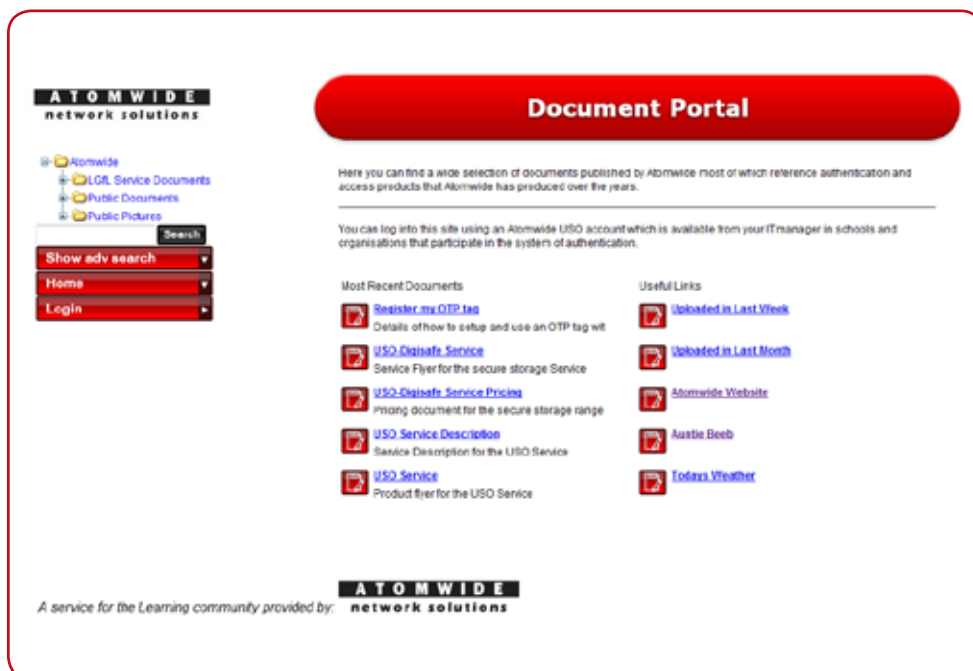 ATOMWIDE
network solutions
Document Portal
Atomwide
LGfL Service Documents
Public Documents
Public Pictures
Search
Show adv search
Home
Login
Here you can find a wide selection of documents published by Atomwide most of which reference authentication and
access products that Atomwide has produced over the years.
You can log into this site using an Atomwide USO account which is available from your IT manager in schools and
organisations that participate in the system of authentication.
Most Recent Documents
Register my OTP tag
Details of how to setup and use an OTP tag wit
USO-Digisafe Service
Service Flyer for the secure storage Service
USO-Digisafe Service Pricing
Pricing document for the secure storage range
USO Service Description
Service Description for the USO Service
USO Service
Product flyer for the USO Service
Useful Links
Uploaded in Last Week
Uploaded in Last Month
Atomwide Website
Auntie Beeb
Todays Weather
A service for the Learning community provided by:
ATOMWIDE
network solutions